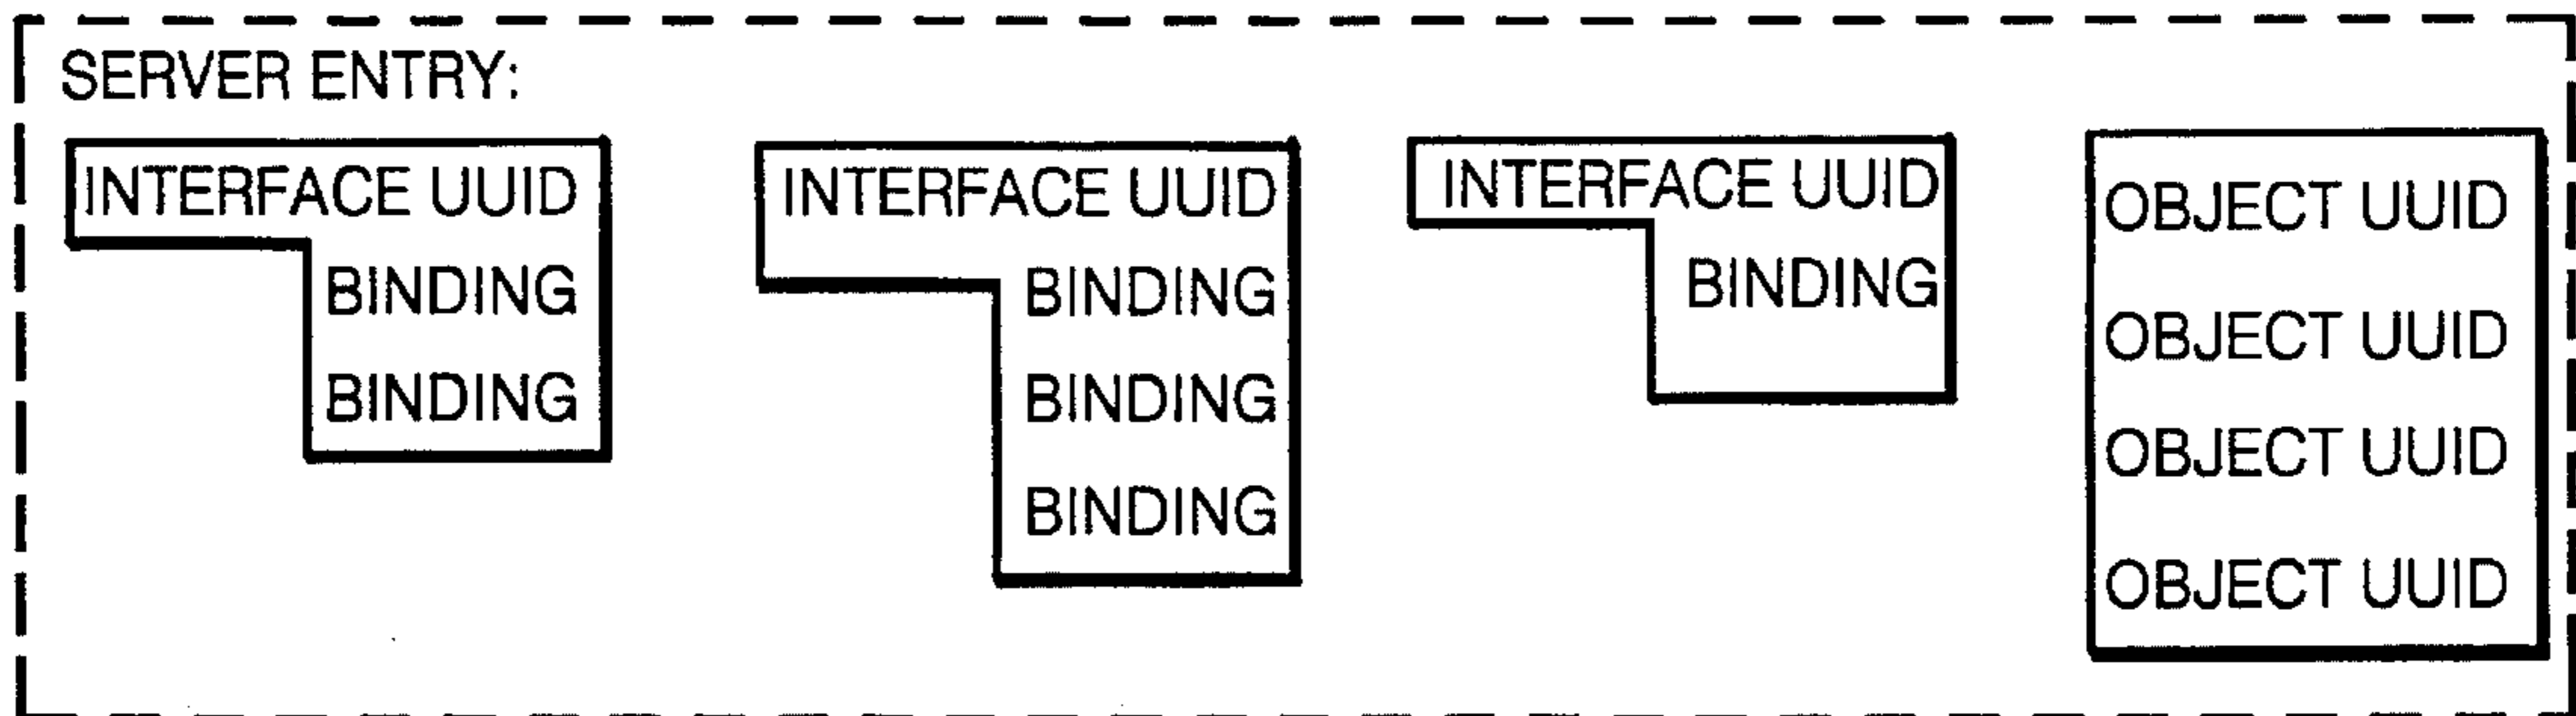 SERVER ENTRY:
INTERFACE UUID
BINDING
BINDING
INTERFACE UUID
BINDING
BINDING
BINDING
INTERFACE UUID
BINDING
OBJECT UUID
OBJECT UUID
OBJECT UUID
OBJECT UUID